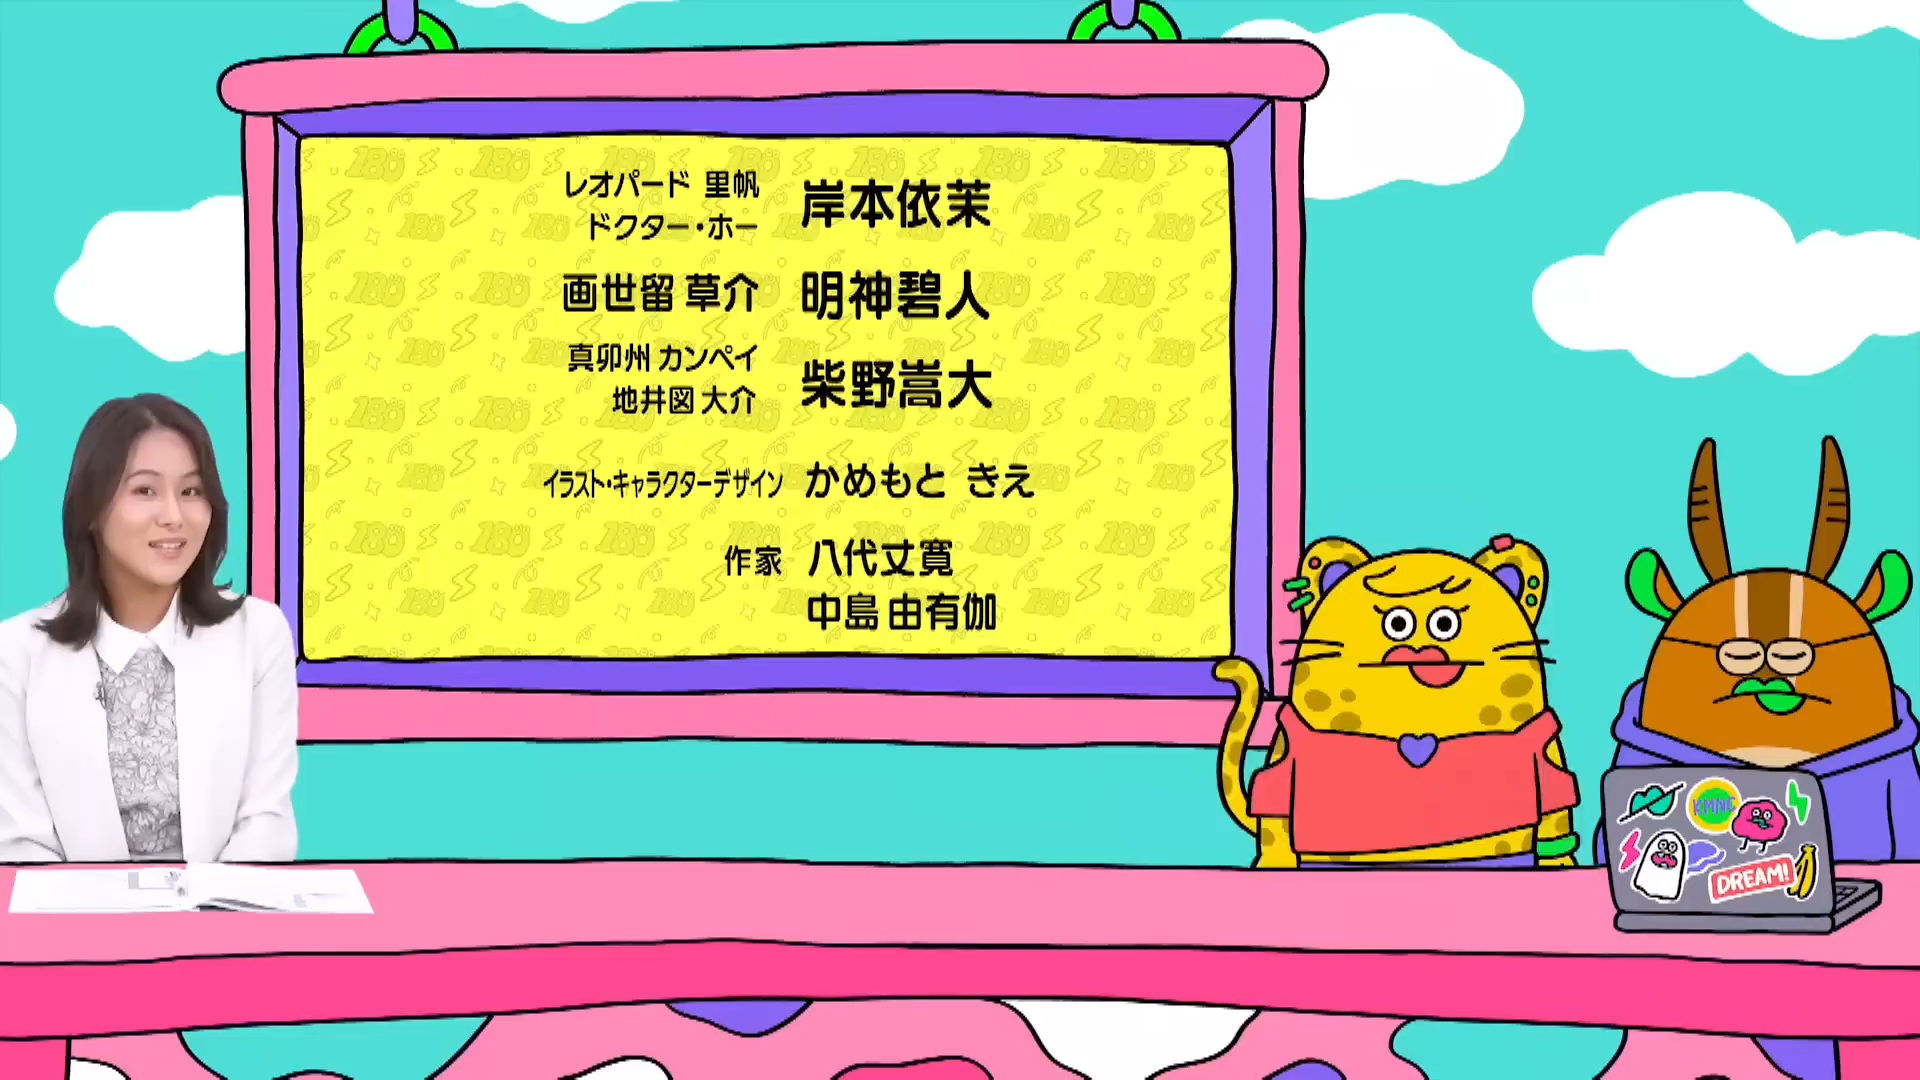 レオパード 里帆
ドクター・ホー
岸本依茉
画世留 草介 明神碧人
真卯州 カンペイ
地井図 大介
柴野嵩大
イラスト・キャラクターデザイン かめもと きえ
作家 八代丈寛
中島 由有伽
KMNC
DREAM!
180